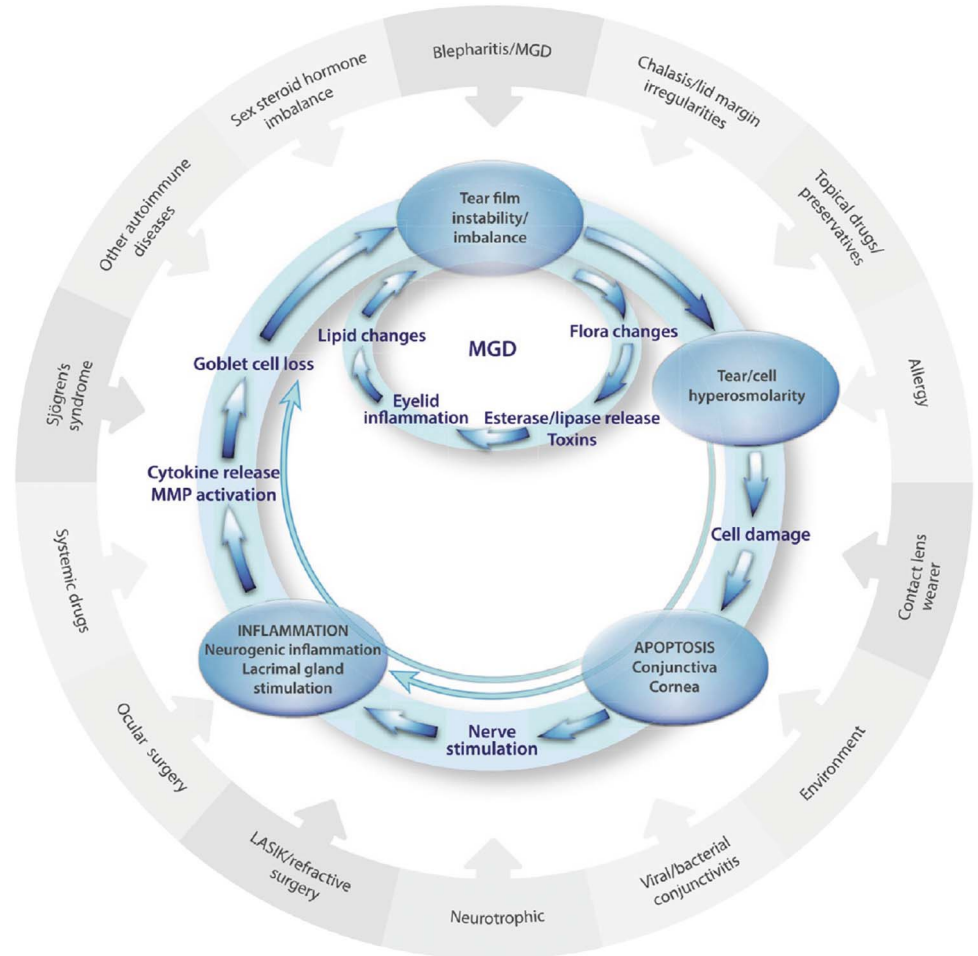 Blepharitis/MGD
Chalasis/lid margin
irregularities
Topical drugs/
preservatives
Allergy
Contact lens
wearer
Environment
Viral/bacterial
conjunctivitis
Neurotrophic
LASIK/refractive
surgery
Ocular surgery
Systemic drugs
Sjögren's
syndrome
Other autoimmune
diseases
Sex steroid hormone
imbalance
Tear film
instability/
imbalance
Tear/cell
hyperosmolarity
Cell damage
APOPTOSIS
Conjunctiva
Cornea
Nerve
stimulation
INFLAMMATION
Neurogenic inflammation
Lacrimal gland
stimulation
Cytokine release
MMP activation
Goblet cell loss
MGD
Flora changes
Esterase/lipase release
Toxins
Eyelid
inflammation
Lipid changes